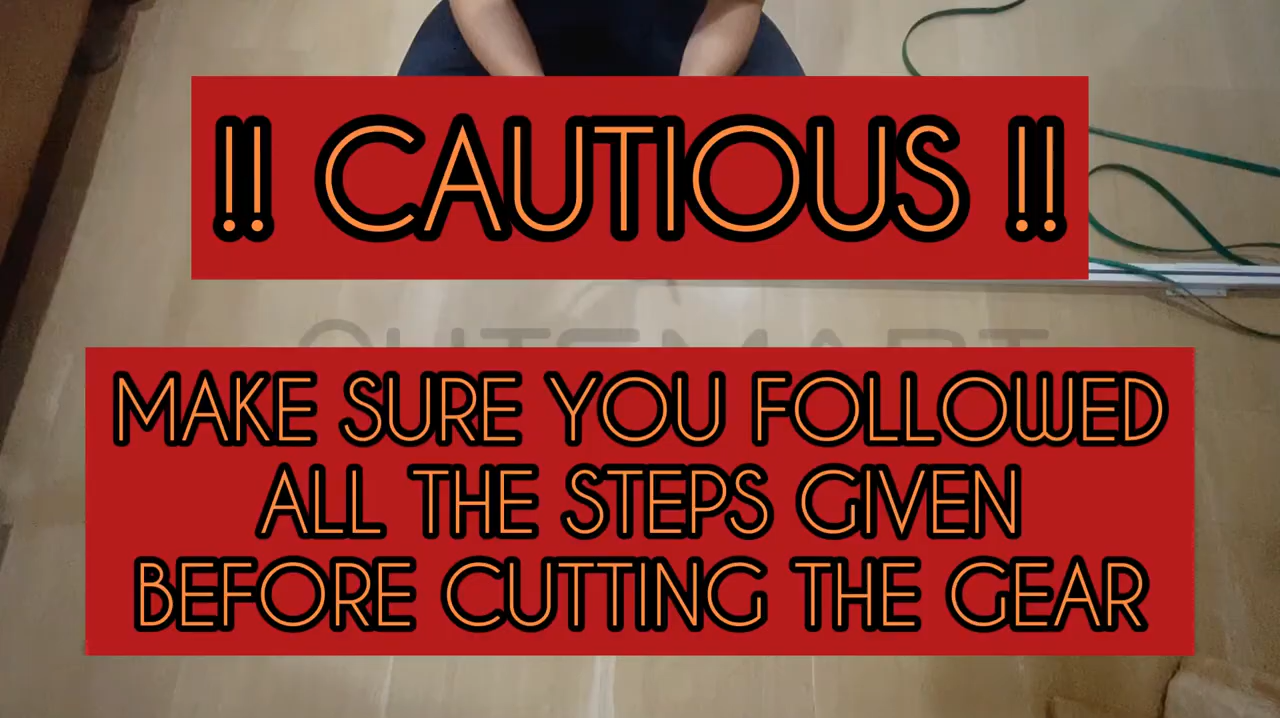 !! CAUTIOUS !!
MAKE SURE YOU FOLLOWED
ALL THE STEPS GIVEN
BEFORE CUTTING THE GEAR